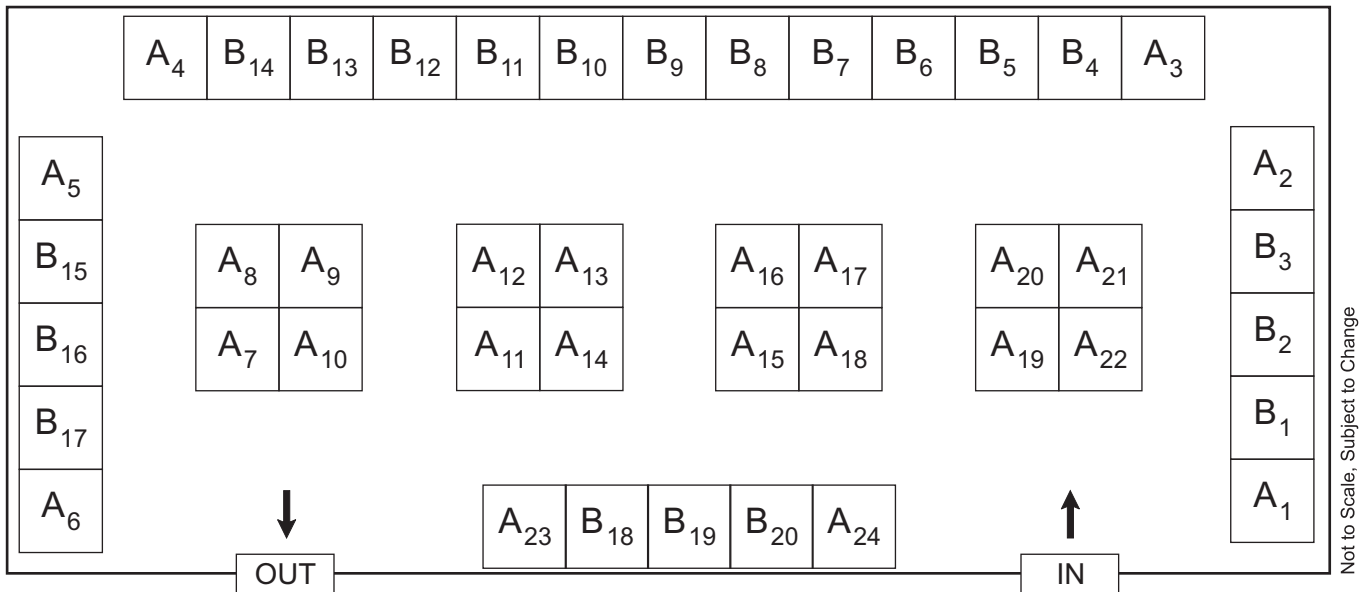 A4 B14 B13 B12 B11 B10 B9 B8 B7 B6 B5 B4 A3
A5
B15
B16
B17
A6
A8 A9
A7 A10
A12 A13
A11 A14
A16 A17
A15 A18
A20 A21
A19 A22
A2
B3
B2
B1
A1
A23 B18 B19 B20 A24
OUT
IN
Not to Scale, Subject to Change